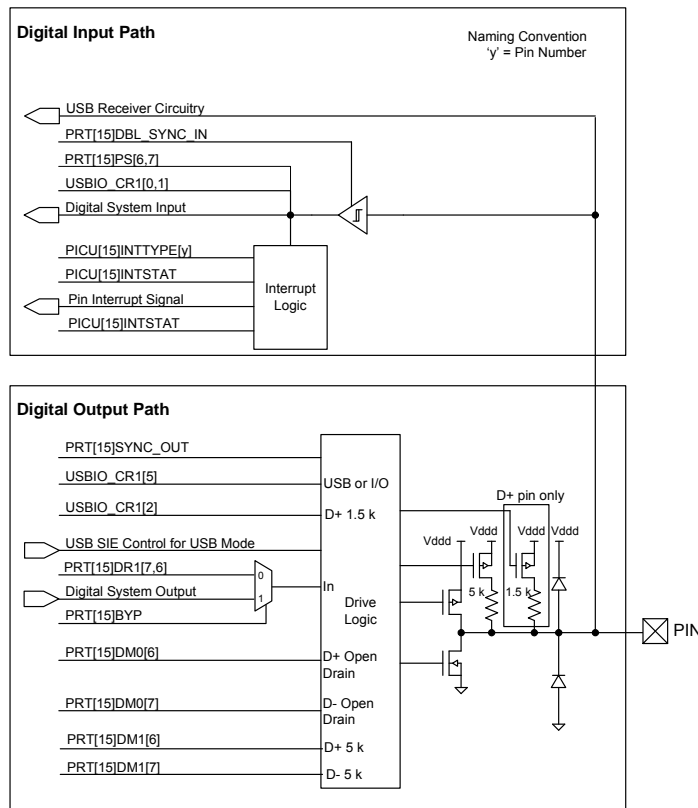 Digital Input Path
Naming Convention
‘y’ = Pin Number
USB Receiver Circuitry
PRT[15]DBL_SYNC_IN
PRT[15]PS[6,7]
USBIO_CR1[0,1]
Digital System Input
PICU[15]INTTYPE[y]
PICU[15]INTSTAT
Pin Interrupt Signal
PICU[15]INTSTAT
Interrupt
Logic
Digital Output Path
PRT[15]SYNC_OUT
USBIO_CR1[5]
USB or I/O
USBIO_CR1[2]
D+ 1.5 k
D+ pin only
Vddd
Vddd
Vddd
Vddd
USB SIE Control for USB Mode
PRT[15]DR1[7,6]
0
Digital System Output
1
In
PRT[15]BYP
Drive
Logic
5 k
1.5 k
PIN
PRT[15]DM0[6]
D+ Open
Drain
PRT[15]DM0[7]
D- Open
Drain
PRT[15]DM1[6]
D+ 5 k
PRT[15]DM1[7]
D- 5 k